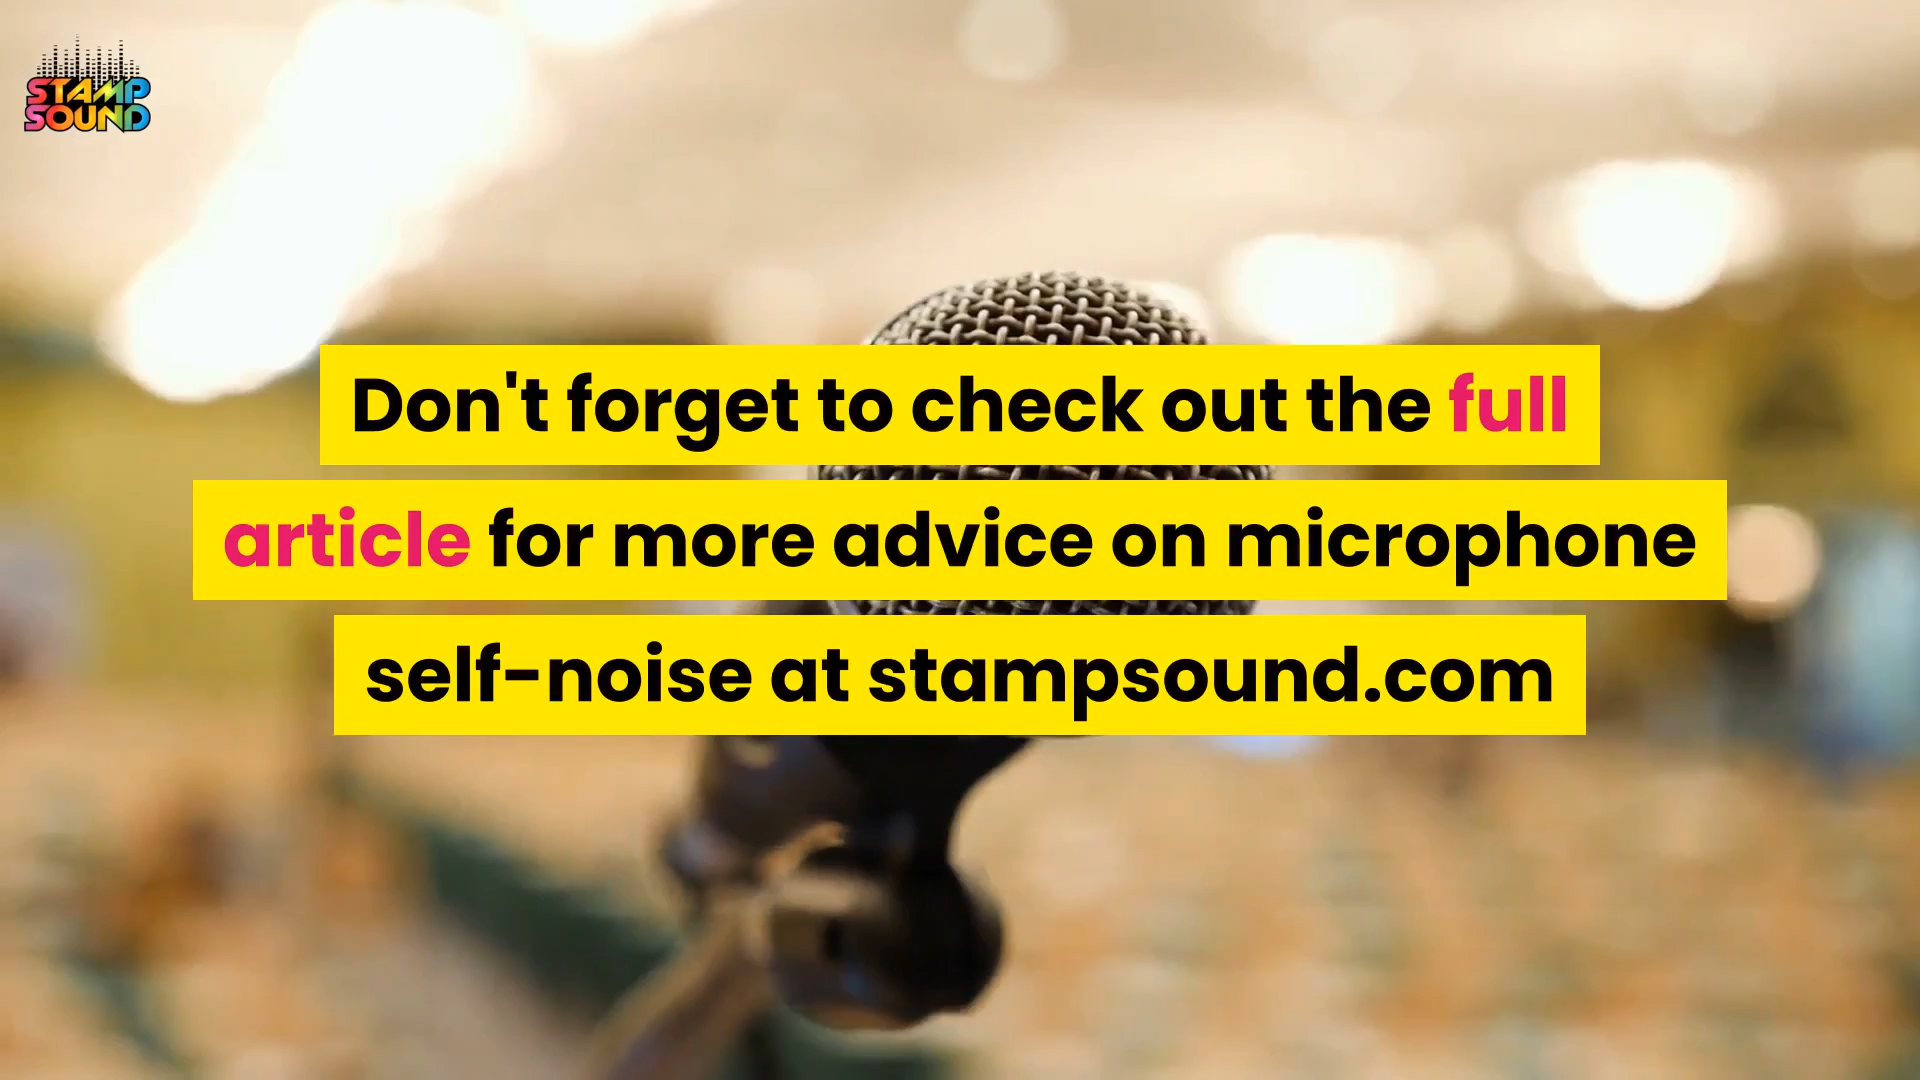 STAMP
SOUND
Don't forget to check out the full
article for more advice on microphone
self-noise at stampsound.com